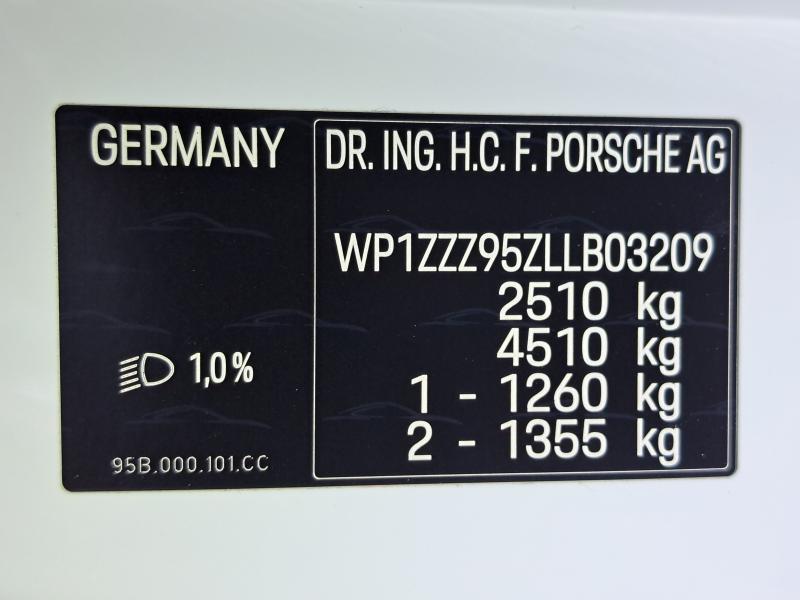 GERMANY
1,0%
95B.000.101.CC
DR. ING. H.C. F. PORSCHE AG
WP1ZZZ95ZLLB03209
2510 kg
4510 kg
1 - 1260 kg
2 - 1355 kg